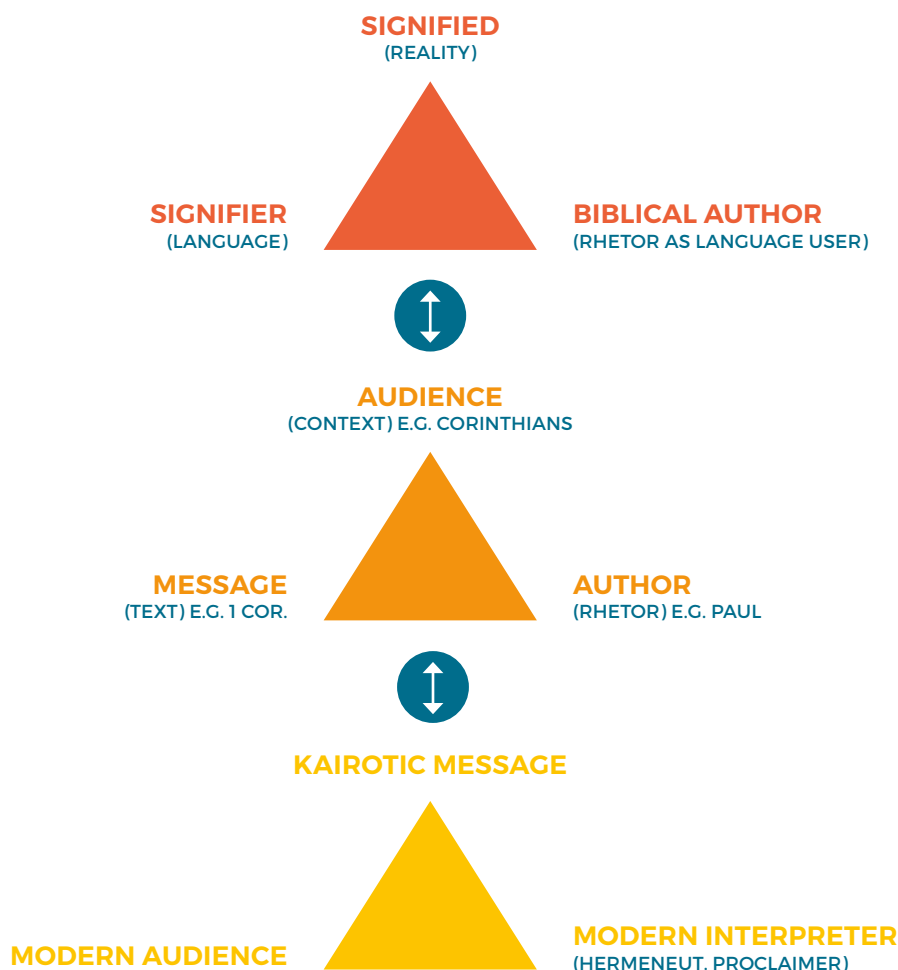 SIGNIFIED
(REALITY)
SIGNIFIER
(LANGUAGE)
BIBLICAL AUTHOR
(RHETOR AS LANGUAGE USER)
AUDIENCE
(CONTEXT) E.G. CORINTHIANS
MESSAGE
(TEXT) E.G. 1 COR.
AUTHOR
(RHETOR) E.G. PAUL
KAIROTIC MESSAGE
MODERN AUDIENCE
MODERN INTERPRETER
(HERMENEUT, PROCLAIMER)